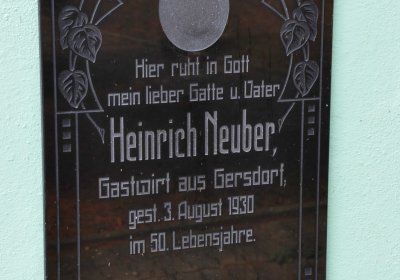 Hier ruht in Gott
mein lieber Gatte u. Vater
Heinrich Neuber,
Gastwirt aus Gersdorf,
gest. 3. August 1930
im 50. Lebensjahre.